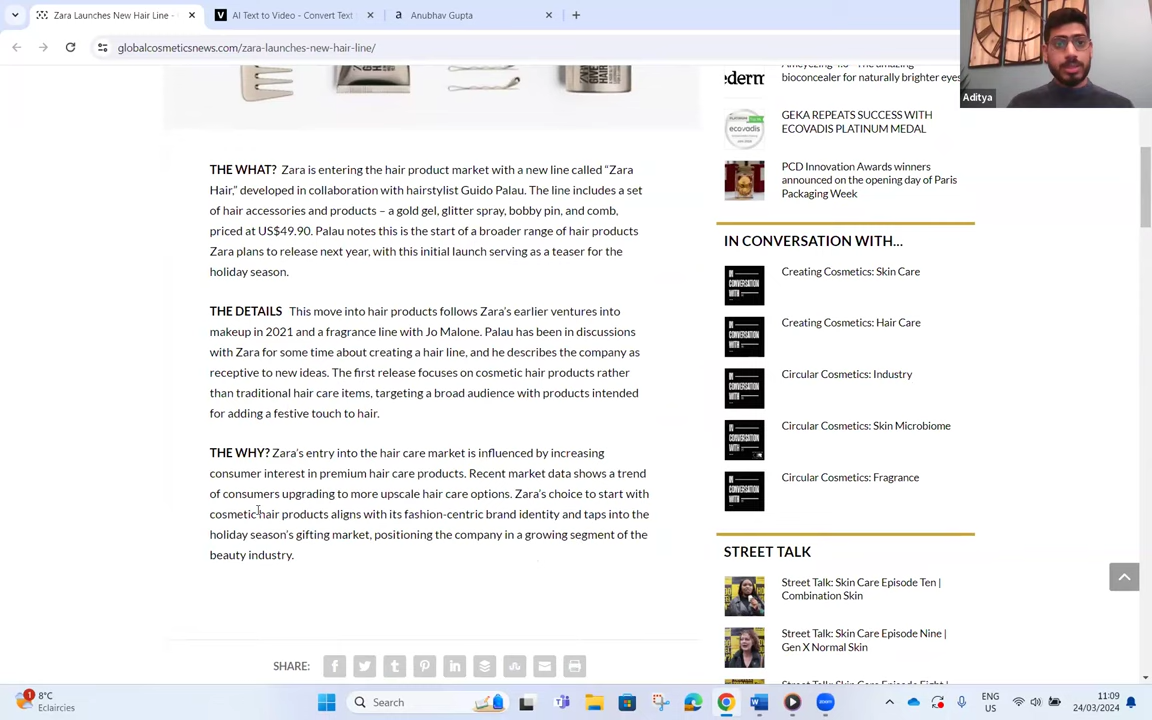 Zara Launches New Hair Line -
AI Text to Video - Convert Text
a
Anubhav Gupta
globalcosmeticsnews.com/zara-launches-new-hair-line/
Aditya
THE WHAT? Zara is entering the hair product market with a new line called “Zara
Hair,” developed in collaboration with hairstylist Guido Palau. The line includes a set
of hair accessories and products – a gold gel, glitter spray, bobby pin, and comb,
priced at US$49.90. Palau notes this is the start of a broader range of hair products
Zara plans to release next year, with this initial launch serving as a teaser for the
holiday season.
THE DETAILS This move into hair products follows Zara’s earlier ventures into
makeup in 2021 and a fragrance line with Jo Malone. Palau has been in discussions
with Zara for some time about creating a hair line, and he describes the company as
receptive to new ideas. The first release focuses on cosmetic hair products rather
than traditional hair care items, targeting a broad audience with products intended
for adding a festive touch to hair.
THE WHY? Zara’s entry into the hair care market is influenced by increasing
consumer interest in premium hair care products. Recent market data shows a trend
of consumers upgrading to more upscale hair care options. Zara’s choice to start with
cosmetic hair products aligns with its fashion-centric brand identity and taps into the
holiday season’s gifting market, positioning the company in a growing segment of the
beauty industry.
SHARE:
bioconcealer for naturally brighter eyes
GEKA REPEATS SUCCESS WITH
ECOVADIS PLATINUM MEDAL
ecovadis
PCD Innovation Awards winners
announced on the opening day of Paris
Packaging Week
IN CONVERSATION WITH...
Creating Cosmetics: Skin Care
Creating Cosmetics: Hair Care
Circular Cosmetics: Industry
Circular Cosmetics: Skin Microbiome
Circular Cosmetics: Fragrance
STREET TALK
Street Talk: Skin Care Episode Ten |
Combination Skin
Street Talk: Skin Care Episode Nine |
Gen X Normal Skin
8°C
Eclaircies
Search
ENG
US
11:09
24/03/2024